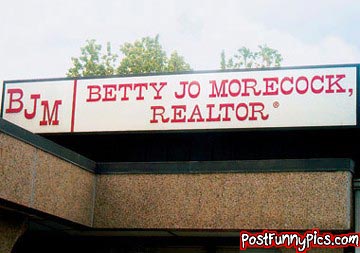 BJM
BETTY JO MORECOCK,
REALTOR®
PostFunnyPics.com